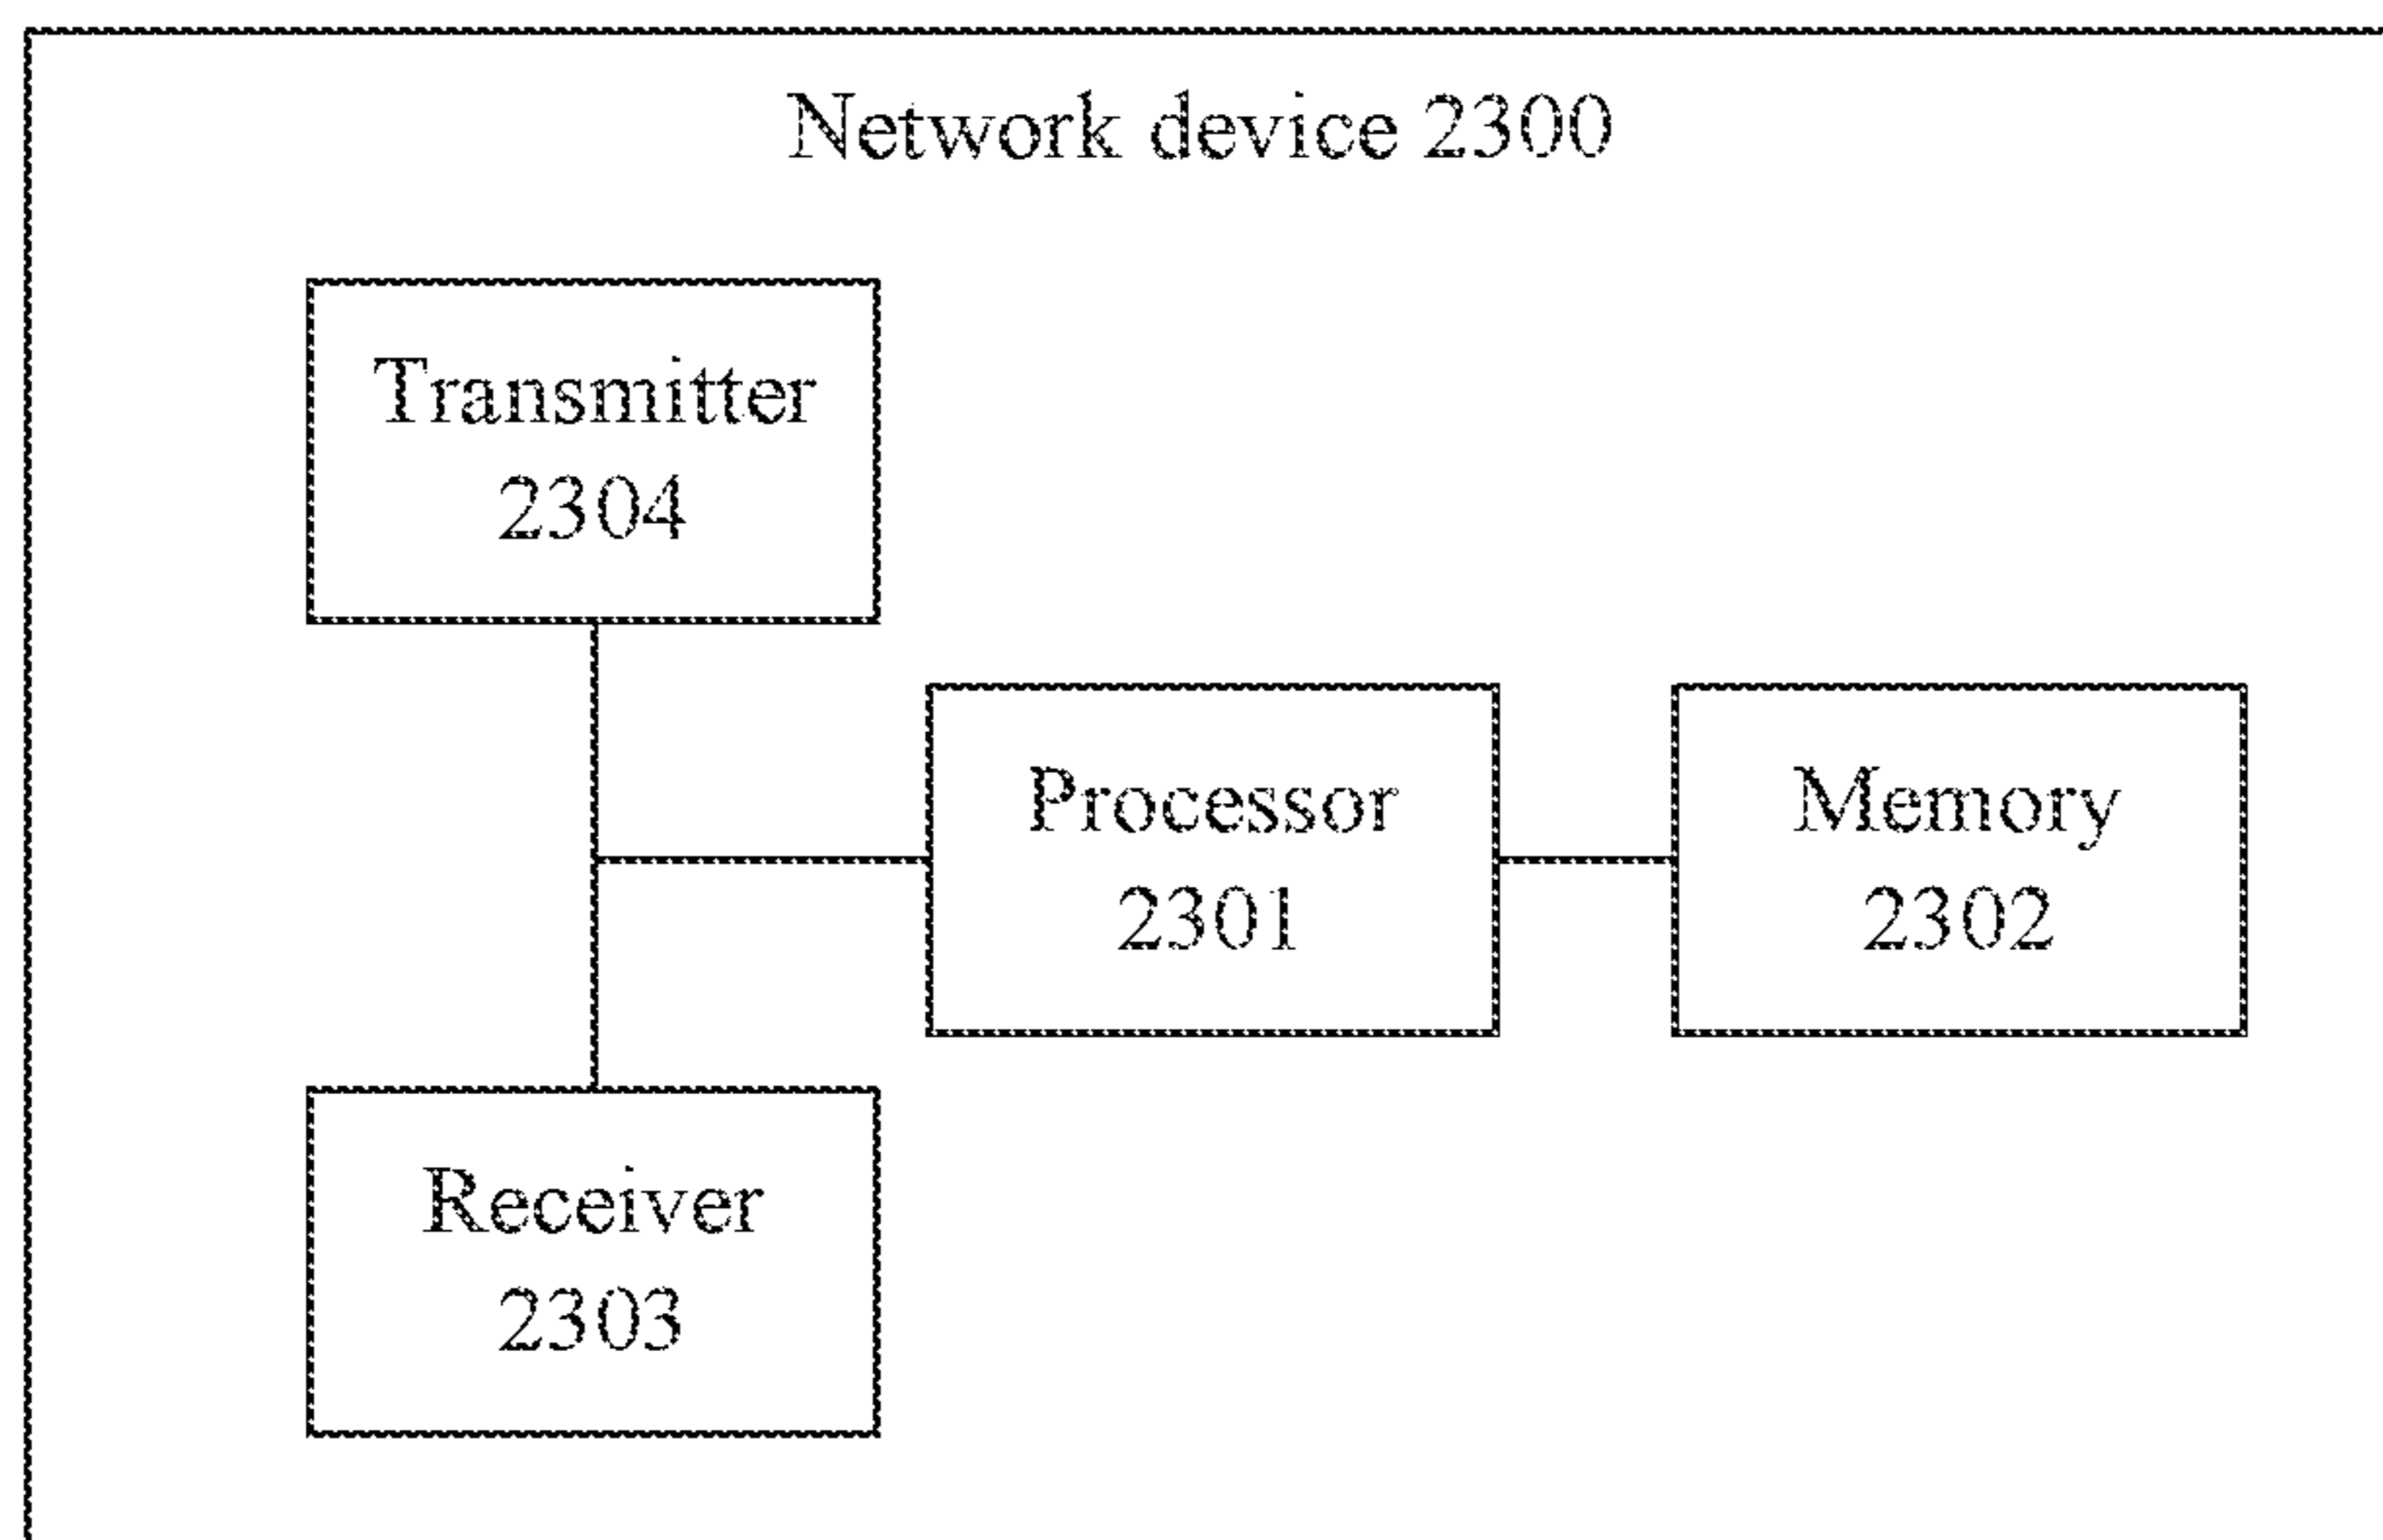 Network device 2300
Transmitter
2304
Processor
2301
Memory
2302
Receiver
2303